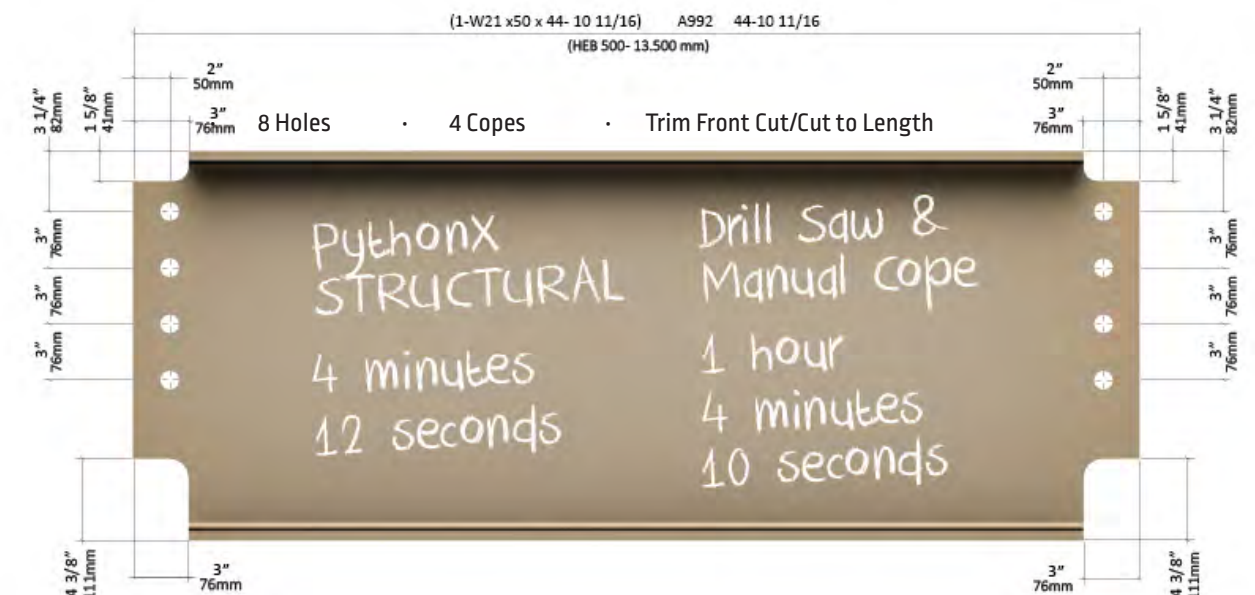 (1-W21 x50 x 44- 10 11/16) A992 44-10 11/16
(HEB 500- 13.500 mm)
2"
50mm
2"
50mm
3 1/4"
82mm
1 5/8"
41mm
3"
76mm
8 Holes · 4 Copes · Trim Front Cut/Cut to Length
3"
76mm
1 5/8"
41mm
3 1/4"
82mm
PythonX
STRUCTURAL
4 minutes
12 seconds
Drill Saw &
Manual cope
1 hour
4 minutes
10 seconds
3"
76mm
3"
76mm
3"
76mm
3"
76mm
3"
76mm
3"
76mm
4 3/8"
111mm
3"
76mm
3"
76mm
4 3/8"
111mm